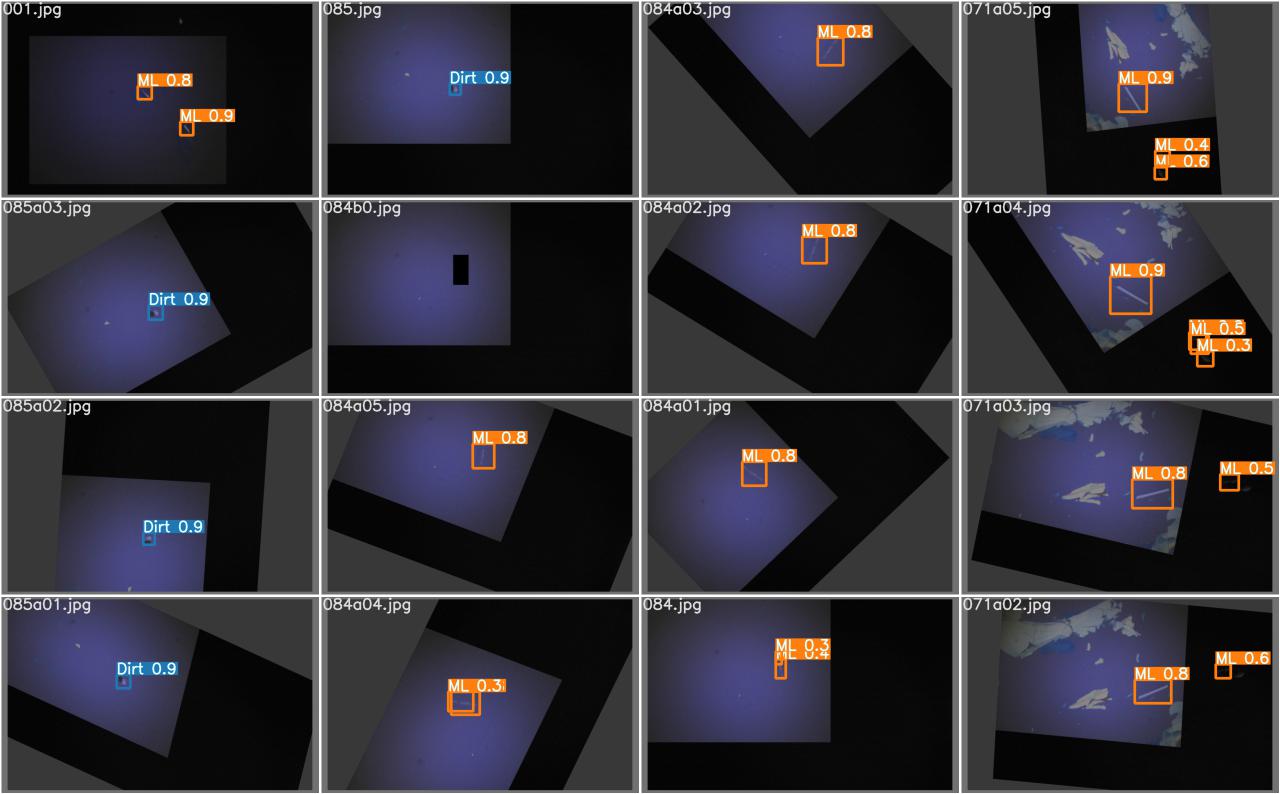 001.jpg
ML 0.8
ML 0.9
085.jpg
Dirt 0.9
084a03.jpg
ML 0.8
071a05.jpg
ML 0.9
ML 0.4
ML 0.6
085a03.jpg
Dirt 0.9
084b0.jpg
084a02.jpg
ML 0.8
071a04.jpg
ML 0.9
ML 0.5
ML 0.3
085a02.jpg
Dirt 0.9
084a05.jpg
ML 0.8
084a01.jpg
ML 0.8
071a03.jpg
ML 0.8
ML 0.5
085a01.jpg
Dirt 0.9
084a04.jpg
ML 0.3
084.jpg
ML 0.3
ML 0.4
071a02.jpg
ML 0.8
ML 0.6